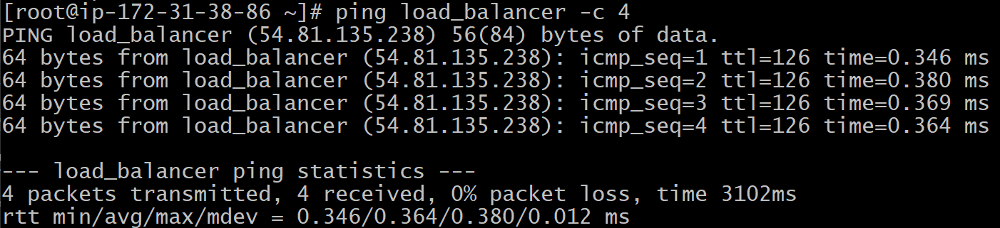 [root@ip-172-31-38-86 ~]# ping load_balancer -c 4
PING load_balancer (54.81.135.238) 56(84) bytes of data.
64 bytes from load_balancer (54.81.135.238): icmp_seq=1 ttl=126 time=0.346 ms
64 bytes from load_balancer (54.81.135.238): icmp_seq=2 ttl=126 time=0.380 ms
64 bytes from load_balancer (54.81.135.238): icmp_seq=3 ttl=126 time=0.369 ms
64 bytes from load_balancer (54.81.135.238): icmp_seq=4 ttl=126 time=0.364 ms
--- load_balancer ping statistics ---
4 packets transmitted, 4 received, 0% packet loss, time 3102ms
rtt min/avg/max/mdev = 0.346/0.364/0.380/0.012 ms